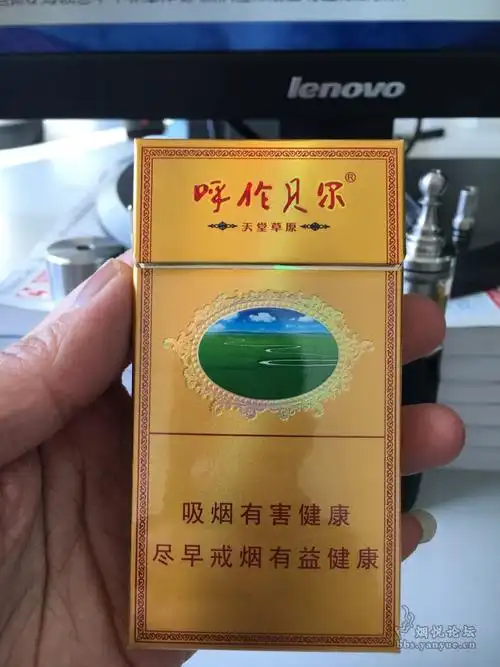 lenovo
呼伦贝尔®
天堂草原
吸烟有害健康
尽早戒烟有益健康
烟悦论坛
bbs.yanyue.cn